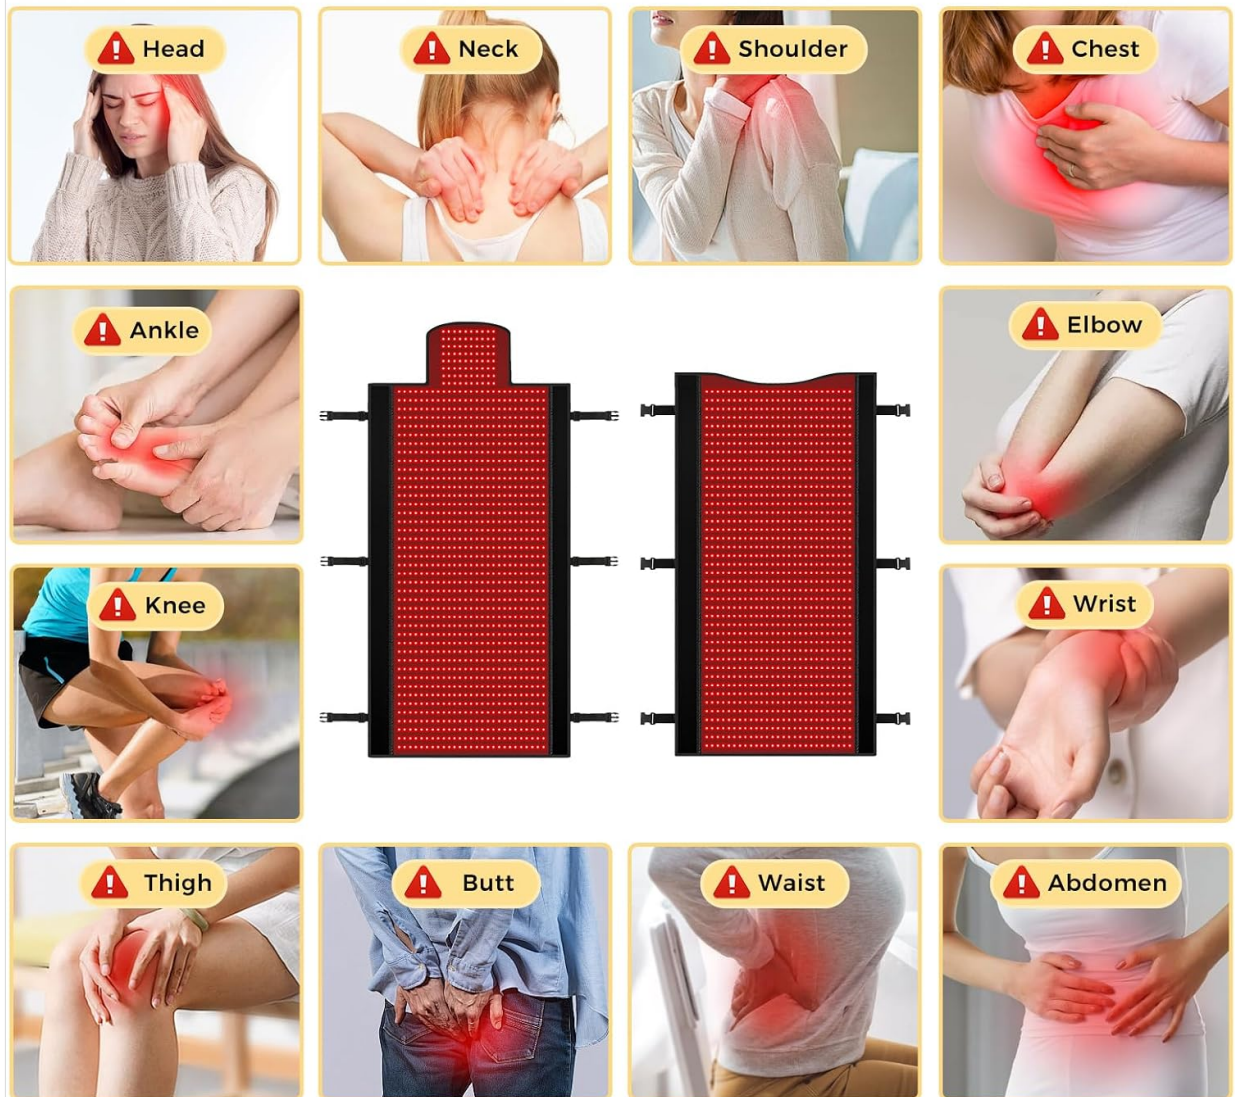 Head
Neck
Shoulder
Chest
Ankle
Elbow
Knee
Wrist
Thigh
Butt
Waist
Abdomen